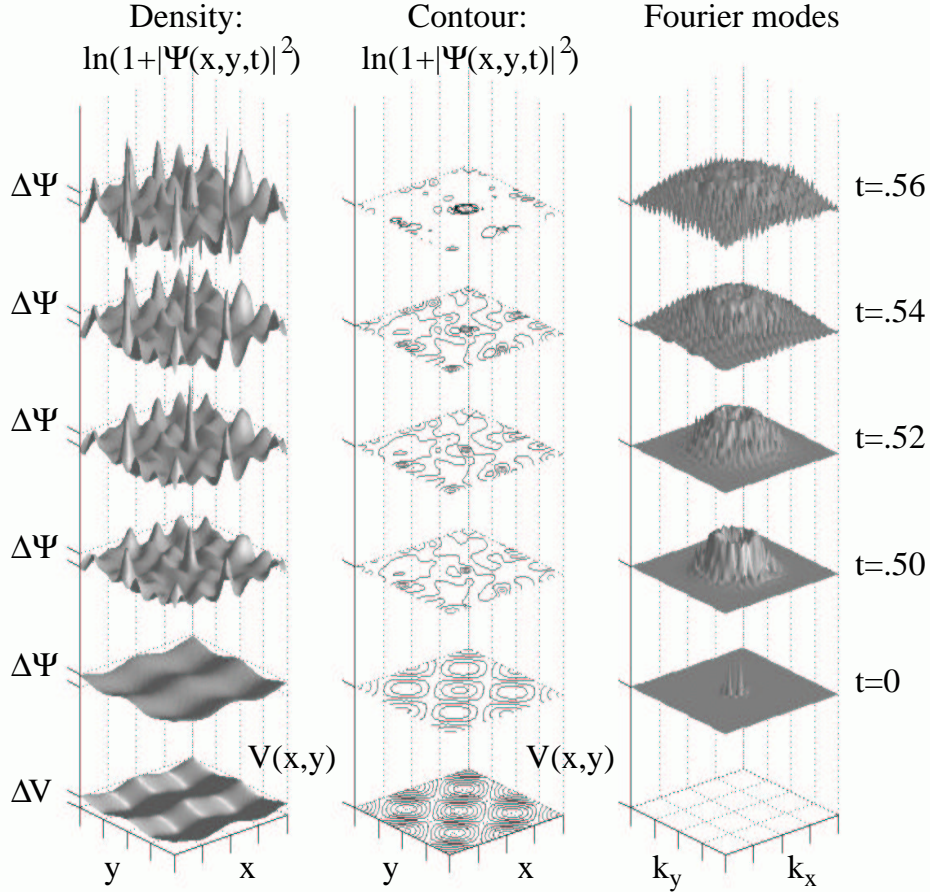 Density:
ln(1+|Ψ(x,y,t)|²)
Contour:
ln(1+|Ψ(x,y,t)|²)
Fourier modes
ΔΨ
t=.56
ΔΨ
t=.54
ΔΨ
t=.52
ΔΨ
t=.50
ΔΨ
t=0
V(x,y)
V(x,y)
ΔV
y
x
y
x
k_y
k_x